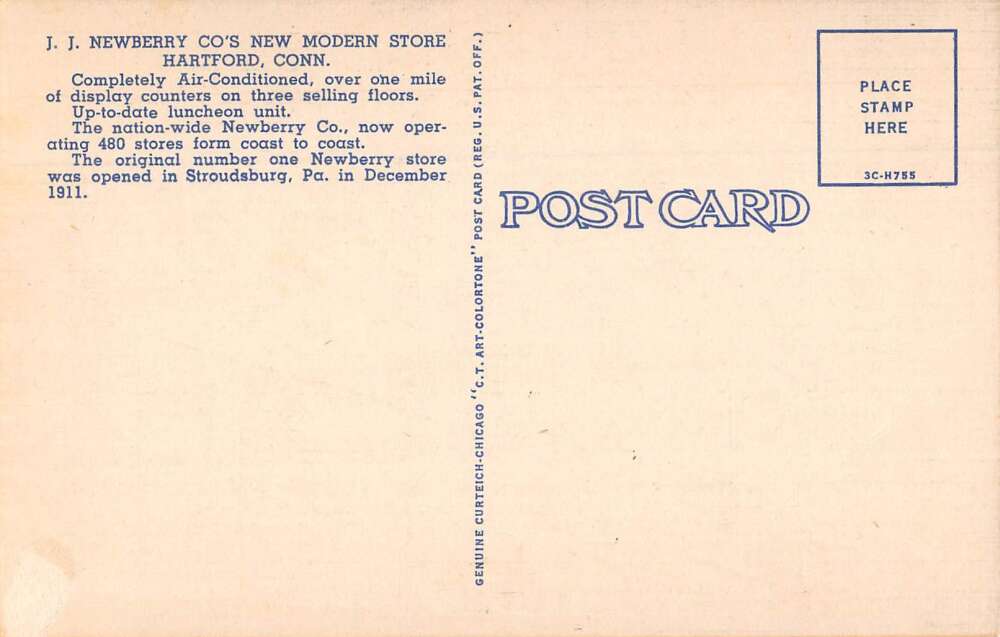 J. J. NEWBERRY CO'S NEW MODERN STORE
HARTFORD, CONN.
Completely Air-Conditioned, over one mile
of display counters on three selling floors.
Up-to-date luncheon unit.
The nation-wide Newberry Co., now oper-
ating 480 stores form coast to coast.
The original number one Newberry store
was opened in Stroudsburg, Pa. in December
1911.
GENUINE CURTEICH-CHICAGO "C.T. ART-COLORTONE" POST CARD (REG. U.S. PAT. OFF.)
POST CARD
PLACE
STAMP
HERE
3C-H755